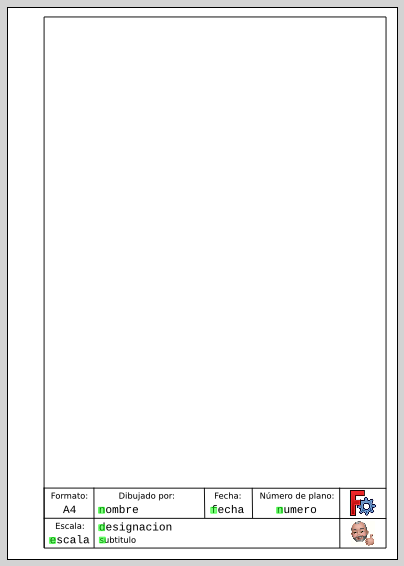 Formato: Dibujado por: Fecha: Número de plano:
A4 nombre fecha numero
Escala: designacion
escala subtitulo